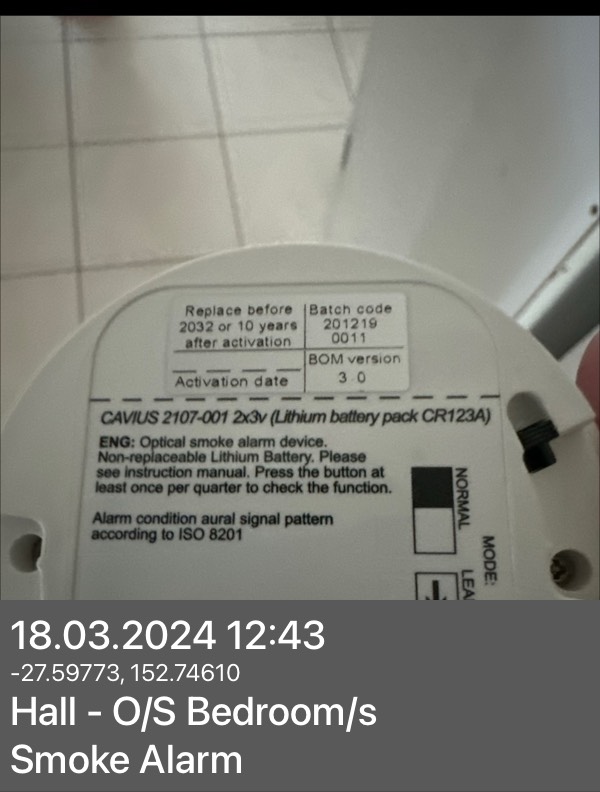 Replace before
2032 or 10 years
after activation
Activation date
Batch code
201219
0011
BOM version
3 0
CAVIUS 2107-001 2x3v (Lithium battery pack CR123A)
ENG: Optical smoke alarm device.
Non-replaceable Lithium Battery. Please
see instruction manual. Press the button at
least once per quarter to check the function.
Alarm condition aural signal pattern
according to ISO 8201
NORMAL
MODE:
18.03.2024 12:43
-27.59773, 152.74610
Hall - O/S Bedroom/s
Smoke Alarm